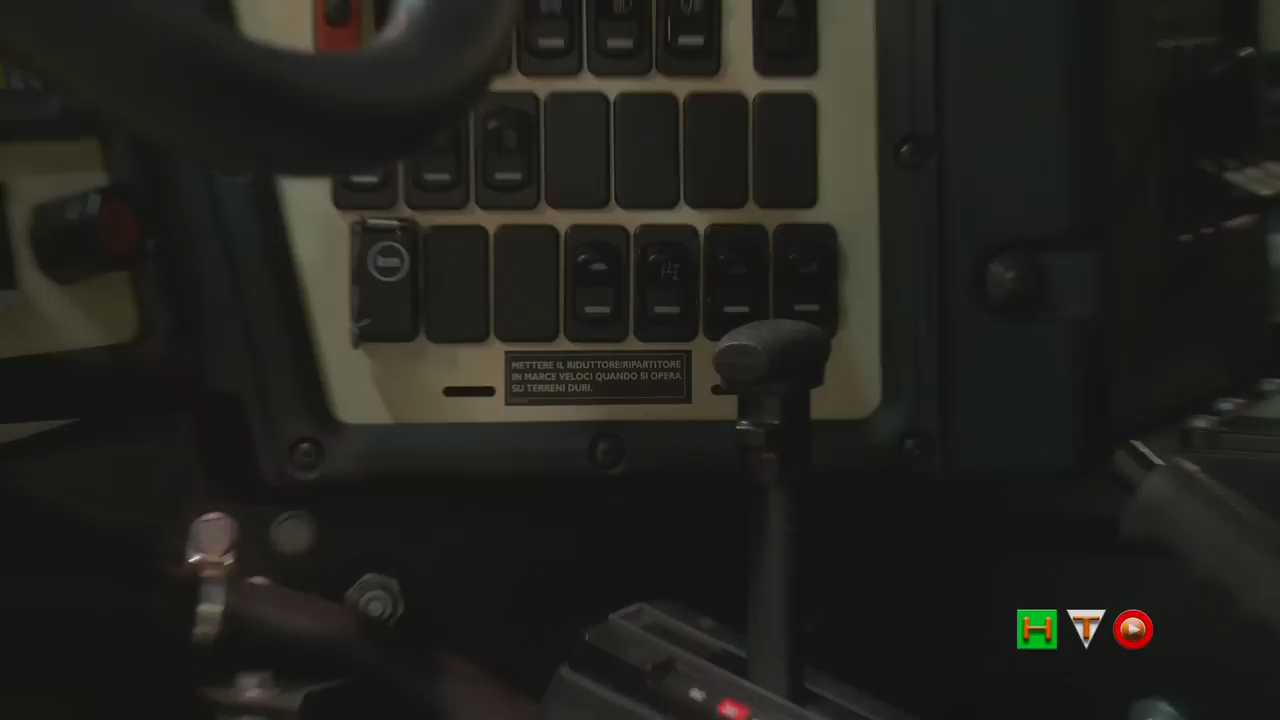 METTERE IL RIDUTTORE/RIPARTITORE
IN MARCE VELOCI QUANDO SI OPERA
SU TERRENI DURI.
H T